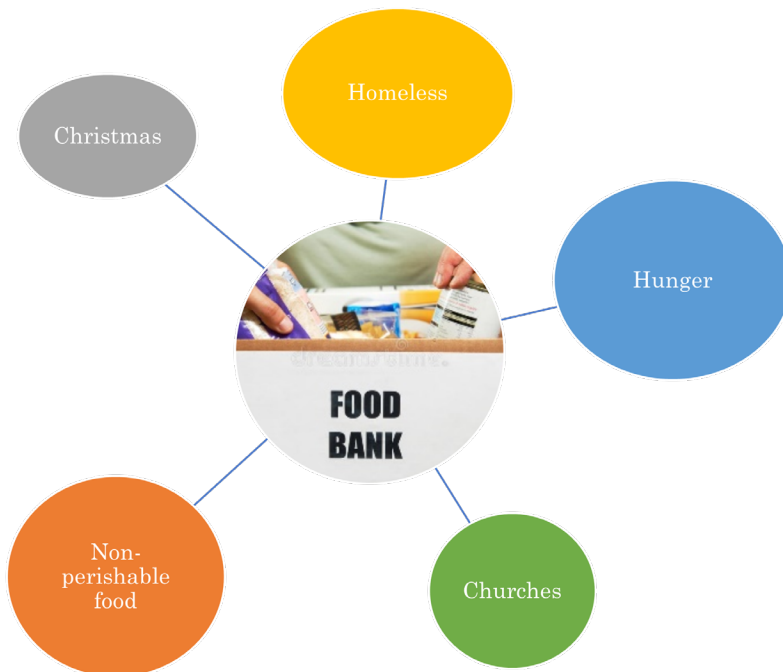 Homeless
Christmas
Hunger
FOOD
BANK
Non-
perishable
food
Churches